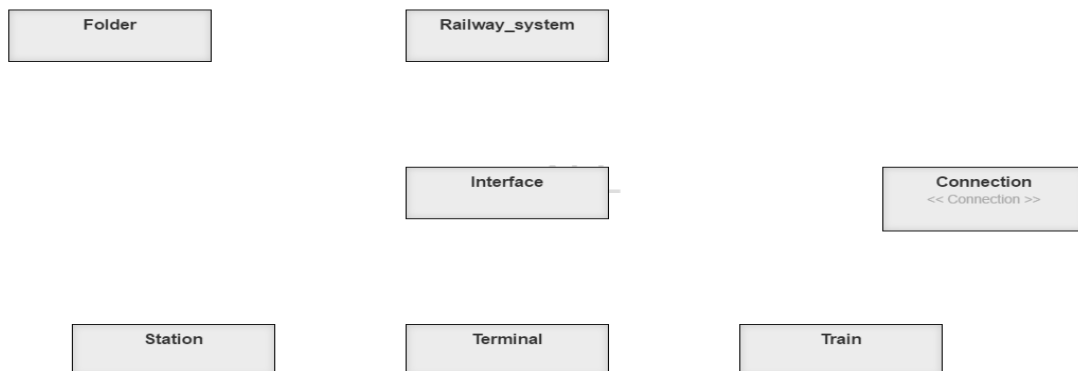 Folder
Railway_system
Interface
Connection
<< Connection >>
Station
Terminal
Train